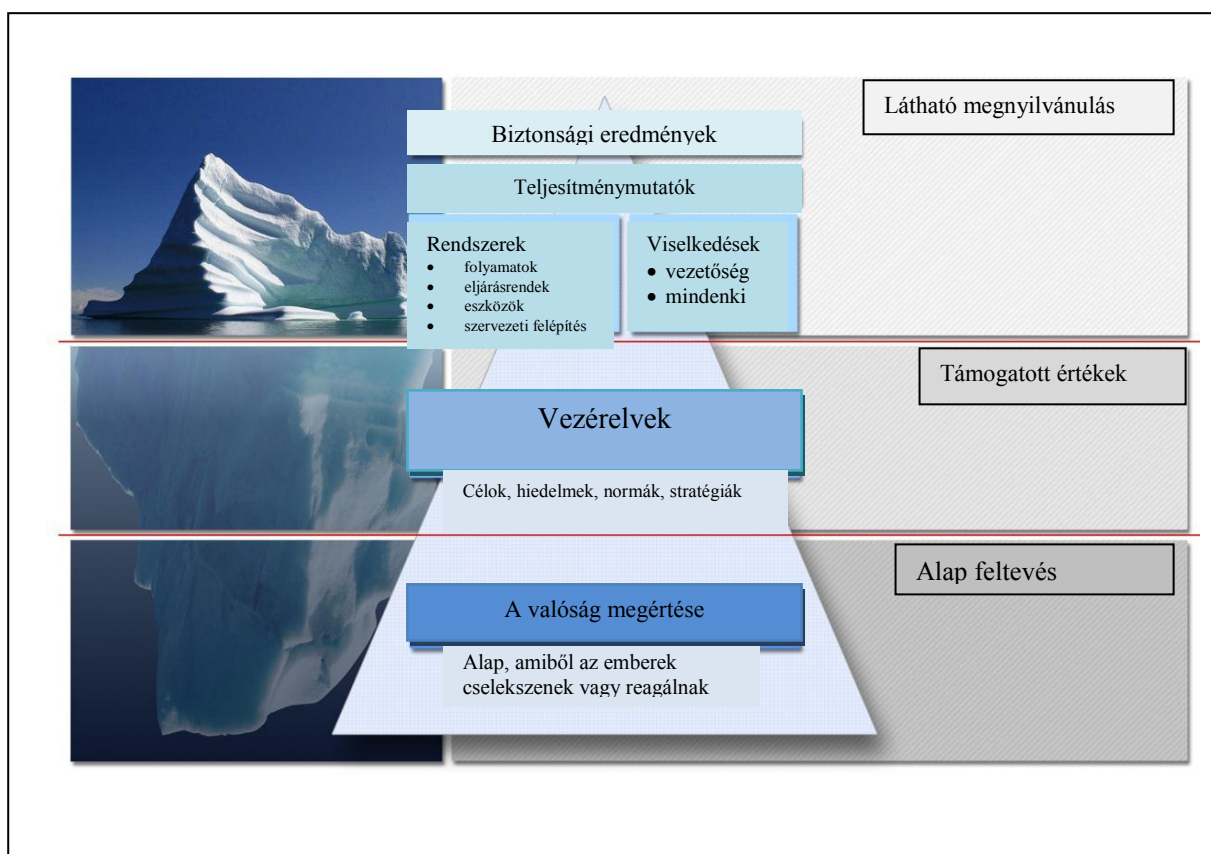 Látható megnyilvánulás
Biztonsági eredmények
Teljesítménymutatók
Rendszerek
• folyamatok
• eljárásrendek
• eszközök
• szervezeti felépítés
Viselkedések
• vezetőség
• mindenki
Támogatott értékek
Vezérelvek
Célok, hiedelmek, normák, stratégiák
Alap feltevés
A valóság megértése
Alap, amiből az emberek
cselekszenek vagy reagálnak